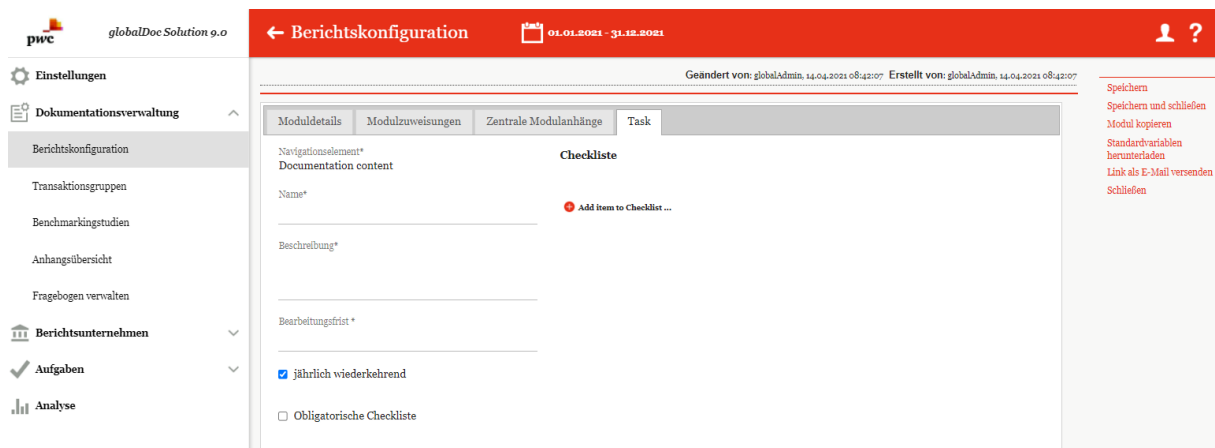 pwc
globalDoc Solution 9.0
Berichtskonfiguration
01.01.2021 - 31.12.2021
?
Einstellungen
Dokumentationsverwaltung
Berichtskonfiguration
Transaktionsgruppen
Benchmarkingstudien
Anhangsübersicht
Fragebogen verwalten
Berichtsunternehmen
Aufgaben
Analyse
Geändert von: globalAdmin, 14.04.2021 08:42:07 Erstellt von: globalAdmin, 14.04.2021 08:42:07
Moduldetails
Modulzuweisungen
Zentrale Modulanhänge
Task
Navigationselement*
Documentation content
Name*
Beschreibung*
Bearbeitungsfrist *
jährlich wiederkehrend
Obligatorische Checkliste
Checkliste
Add item to Checklist ...
Speichern
Speichern und schließen
Modul kopieren
Standardvariablen
herunterladen
Link als E-Mail versenden
Schließen